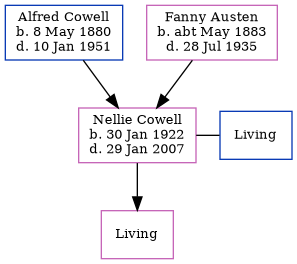 Alfred Cowell
b. 8 May 1880
d. 10 Jan 1951
Fanny Austen
b. abt May 1883
d. 28 Jul 1935
Nellie Cowell
b. 30 Jan 1922
d. 29 Jan 2007
Living
Living